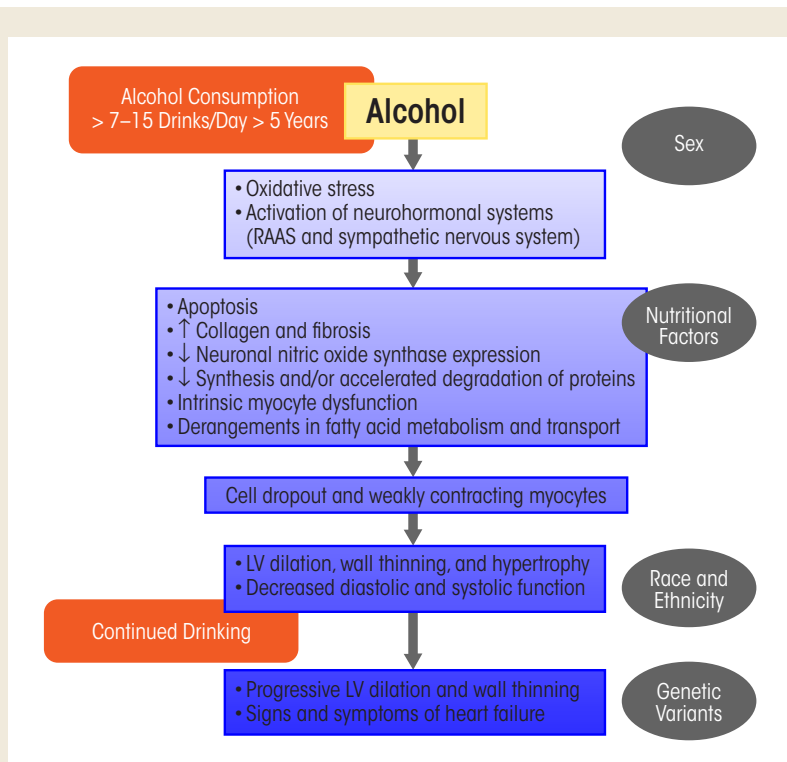 Alcohol Consumption
> 7–15 Drinks/Day > 5 Years
Alcohol
Sex
• Oxidative stress
• Activation of neurohormonal systems
(RAAS and sympathetic nervous system)
• Apoptosis
• ↑ Collagen and fibrosis
• ↓ Neuronal nitric oxide synthase expression
• ↓ Synthesis and/or accelerated degradation of proteins
• Intrinsic myocyte dysfunction
• Derangements in fatty acid metabolism and transport
Nutritional
Factors
Cell dropout and weakly contracting myocytes
• LV dilation, wall thinning, and hypertrophy
• Decreased diastolic and systolic function
Race and
Ethnicity
Continued Drinking
• Progressive LV dilation and wall thinning
• Signs and symptoms of heart failure
Genetic
Variants